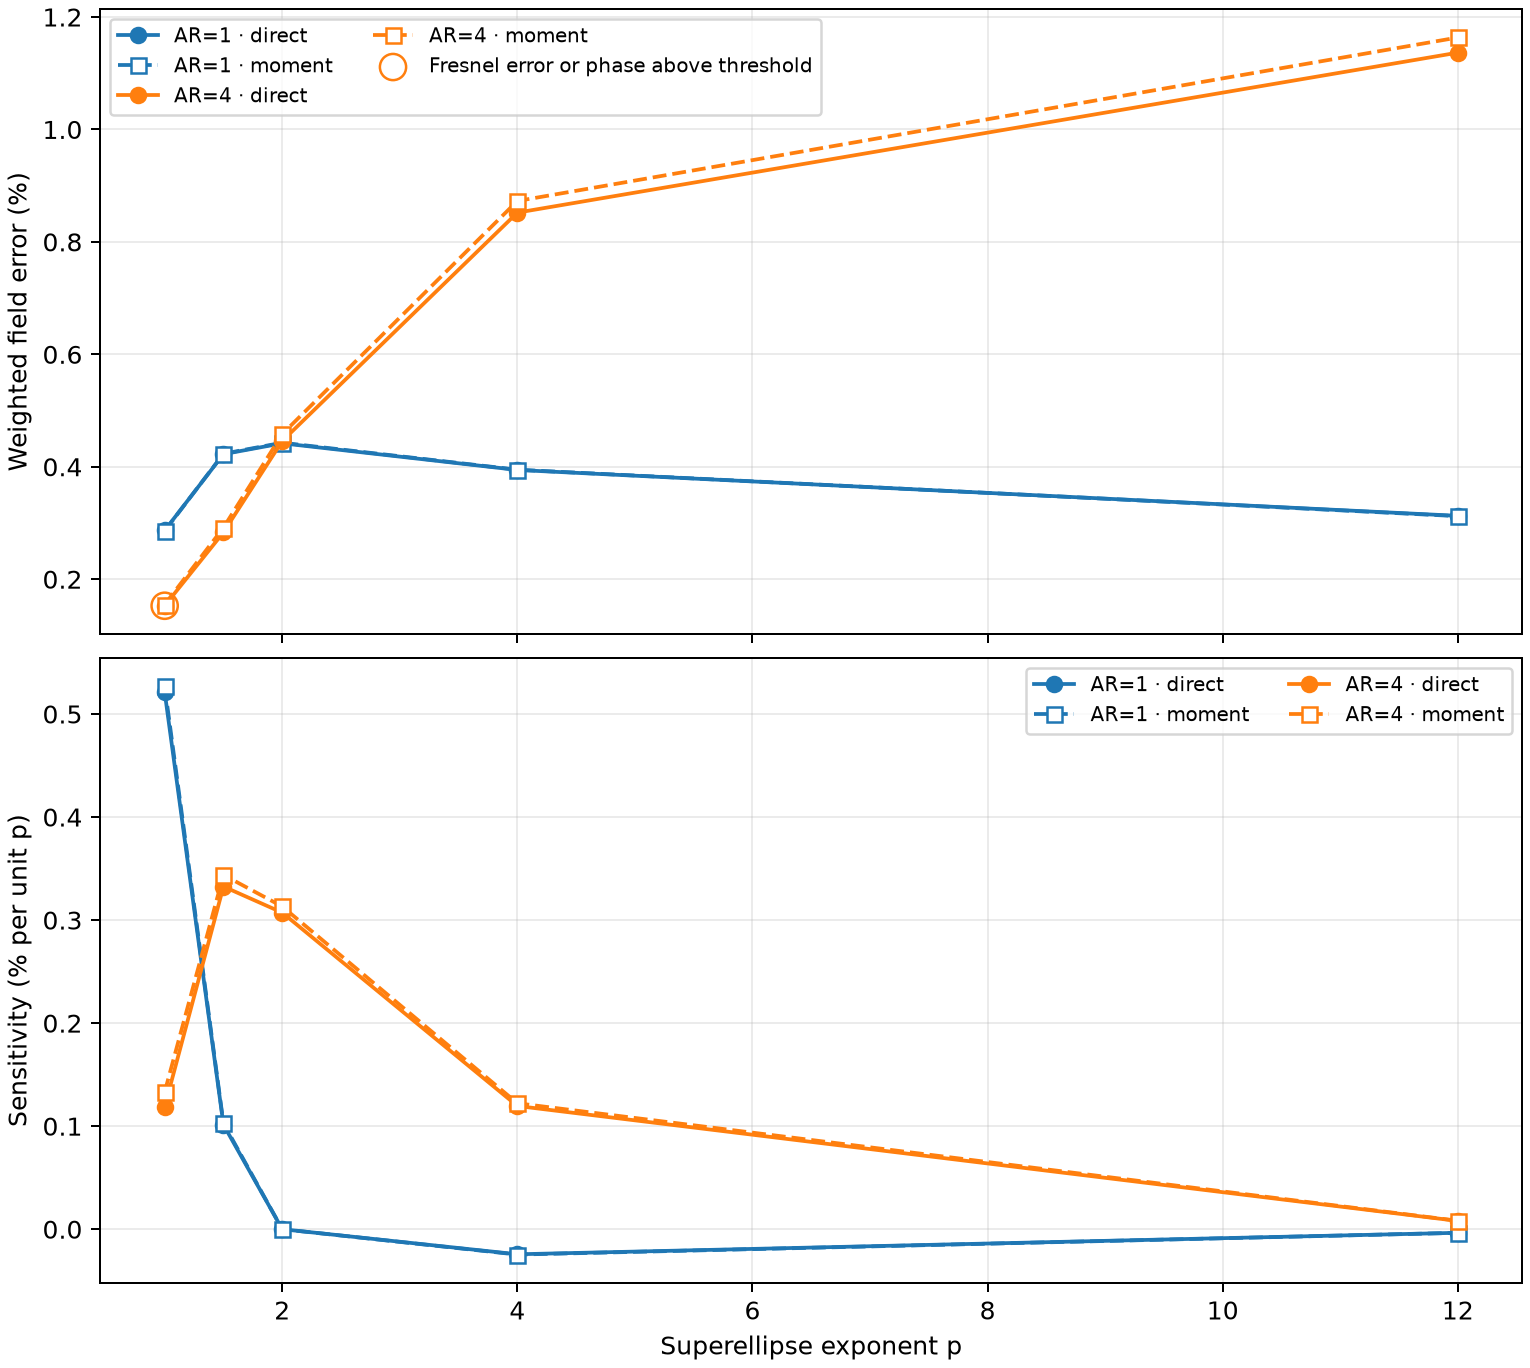 1.2
1.0
0.8
0.6
0.4
0.2
Weighted field error (%)
AR=1 · direct
AR=1 · moment
AR=4 · direct
AR=4 · moment
Fresnel error or phase above threshold
0.5
0.4
0.3
0.2
0.1
0.0
Sensitivity (% per unit p)
AR=1 · direct
AR=1 · moment
AR=4 · direct
AR=4 · moment
2 4 6 8 10 12
Superellipse exponent p